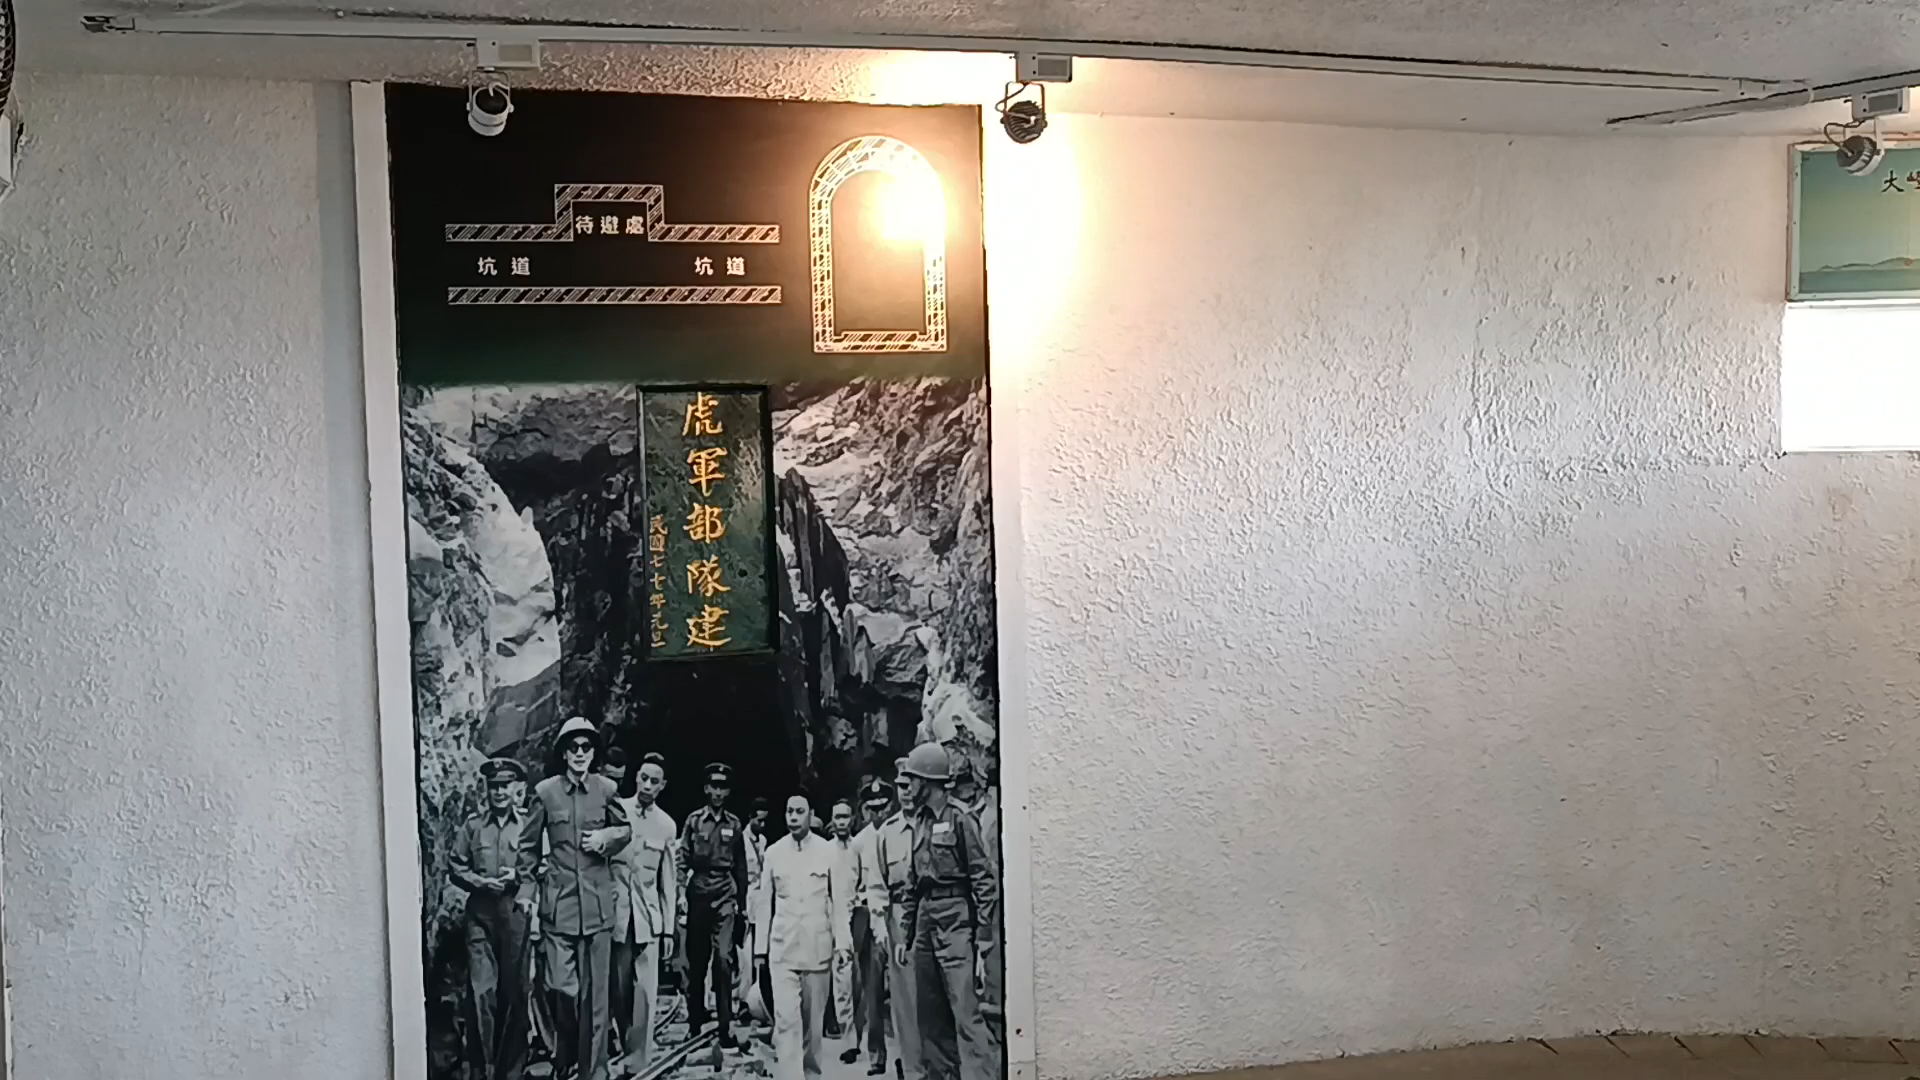 待避處
坑道 坑道
虎軍部隊建
民國七七年元旦
大